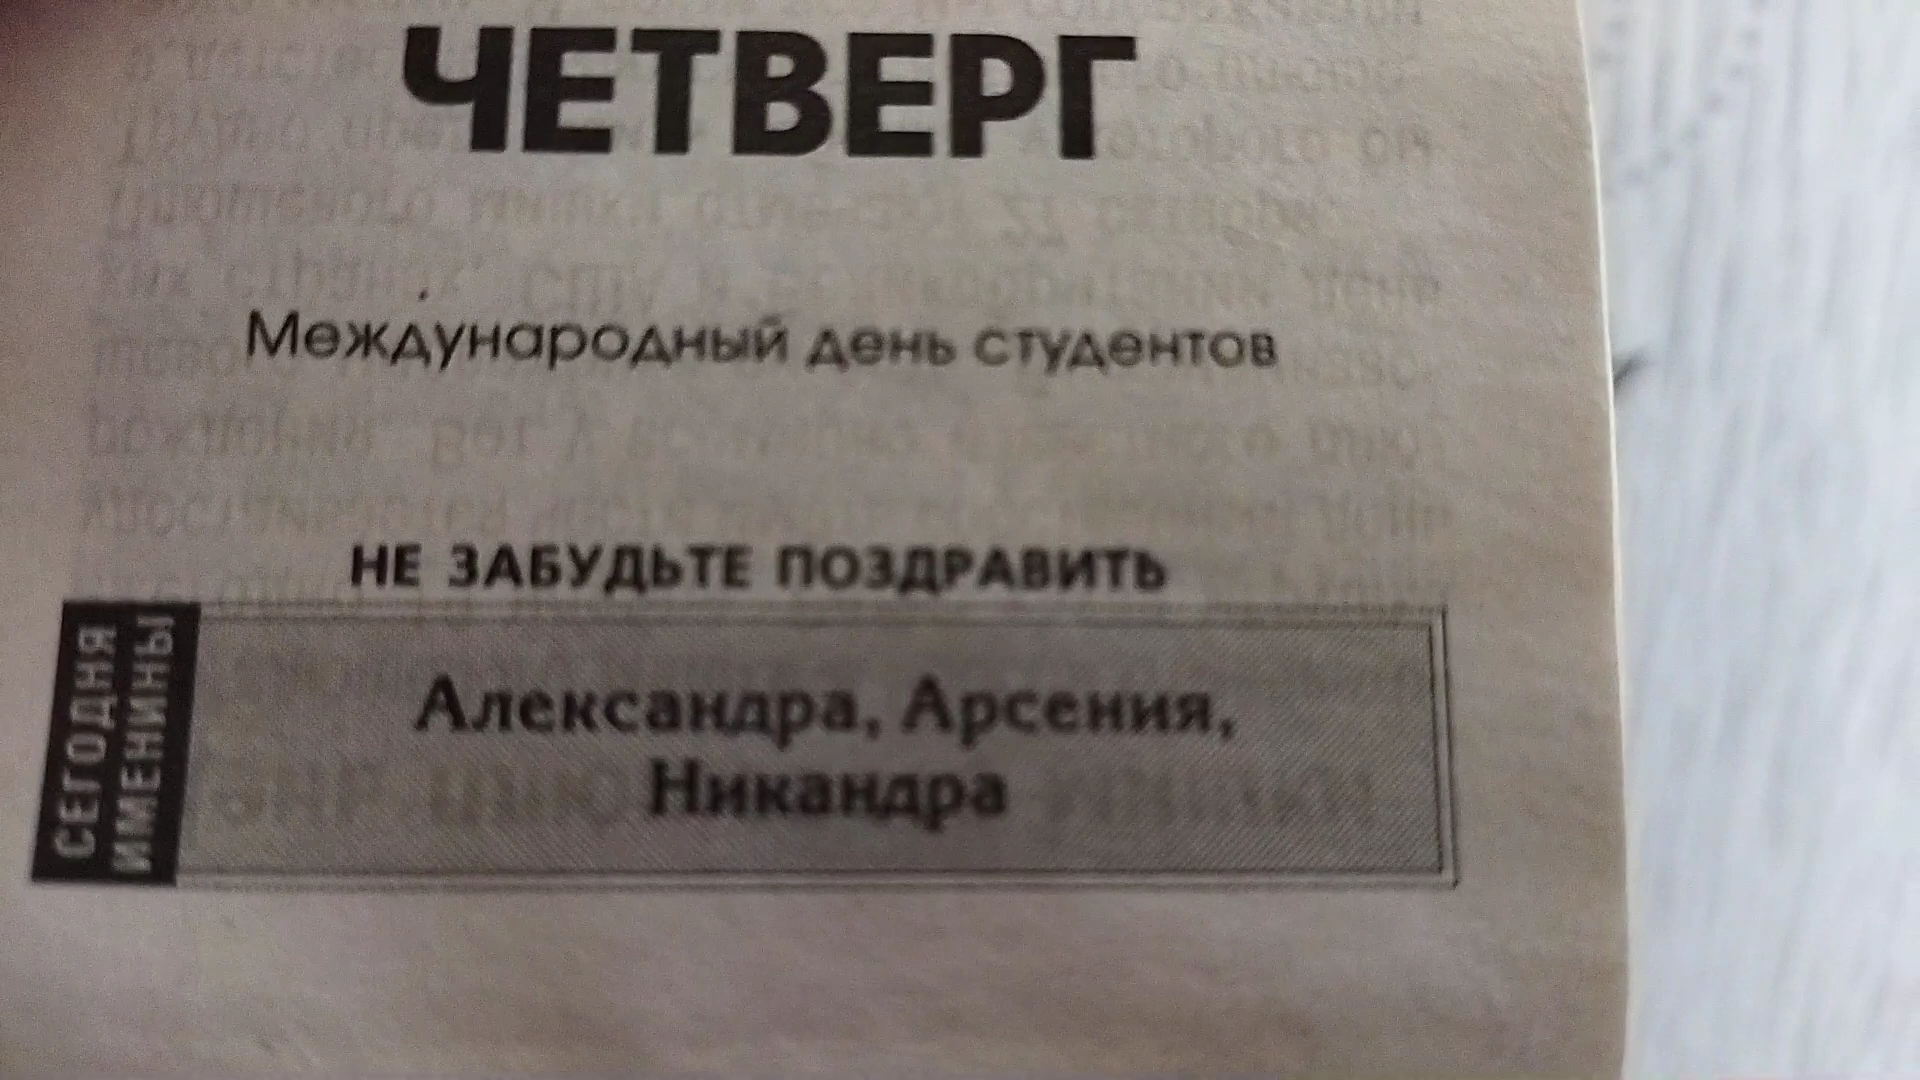 ЧЕТВЕРГ
Международный день студентов
НЕ ЗАБУДЬТЕ ПОЗДРАВИТЬ
СЕГОДНЯ
ИМЕНИНЫ
Александра, Арсения,
Никандра